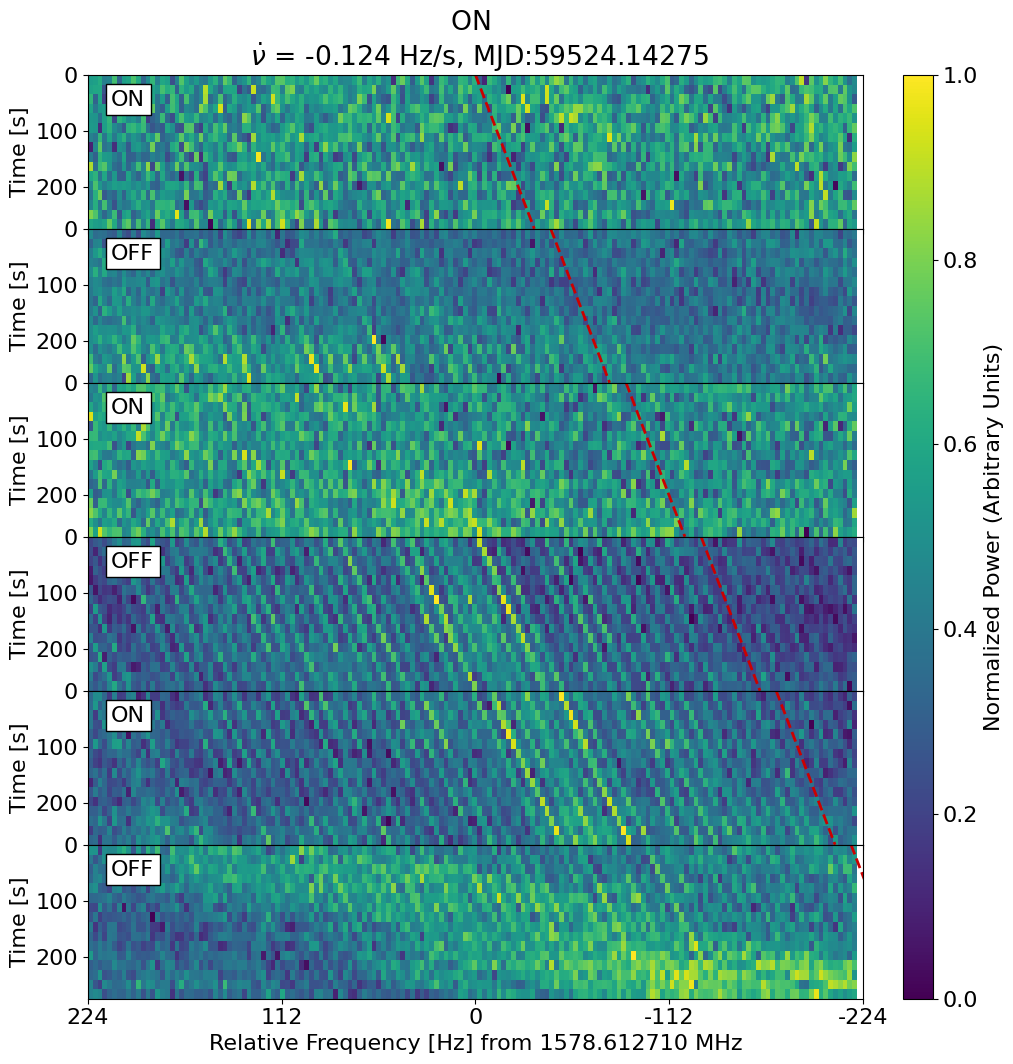 ON
ν̇ = -0.124 Hz/s, MJD:59524.14275
0
100
200
Time [s]
ON
0
100
200
Time [s]
OFF
0
100
200
Time [s]
ON
0
100
200
Time [s]
OFF
0
100
200
Time [s]
ON
0
100
200
Time [s]
OFF
224 112 0 -112 -224
Relative Frequency [Hz] from 1578.612710 MHz
1.0
0.8
0.6
0.4
0.2
0.0
Normalized Power (Arbitrary Units)